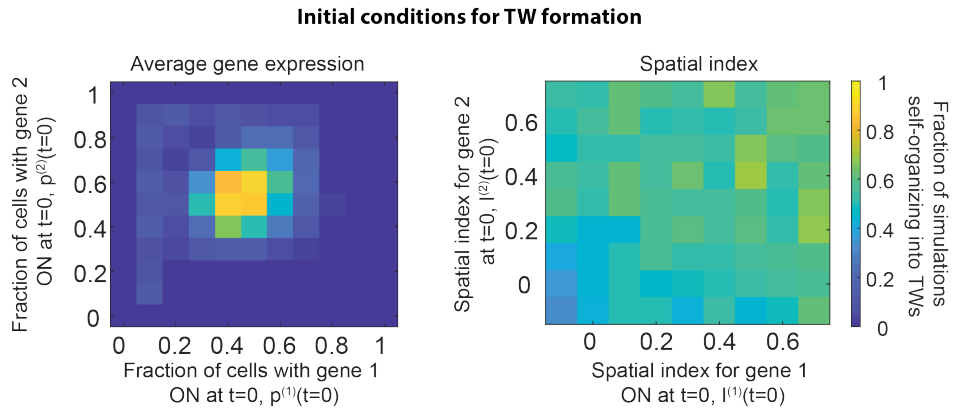 Initial conditions for TW formation
Average gene expression
Fraction of cells with gene 2
ON at t=0, p⁽²⁾(t=0)
1
0.8
0.6
0.4
0.2
0
0 0.2 0.4 0.6 0.8 1
Fraction of cells with gene 1
ON at t=0, p⁽¹⁾(t=0)
Spatial index
Spatial index for gene 2
at t=0, I⁽²⁾(t=0)
0.6
0.4
0.2
0
0 0.2 0.4 0.6
Spatial index for gene 1
ON at t=0, I⁽¹⁾(t=0)
1
0.8
0.6
0.4
0.2
0
Fraction of simulations
self-organizing into TWs